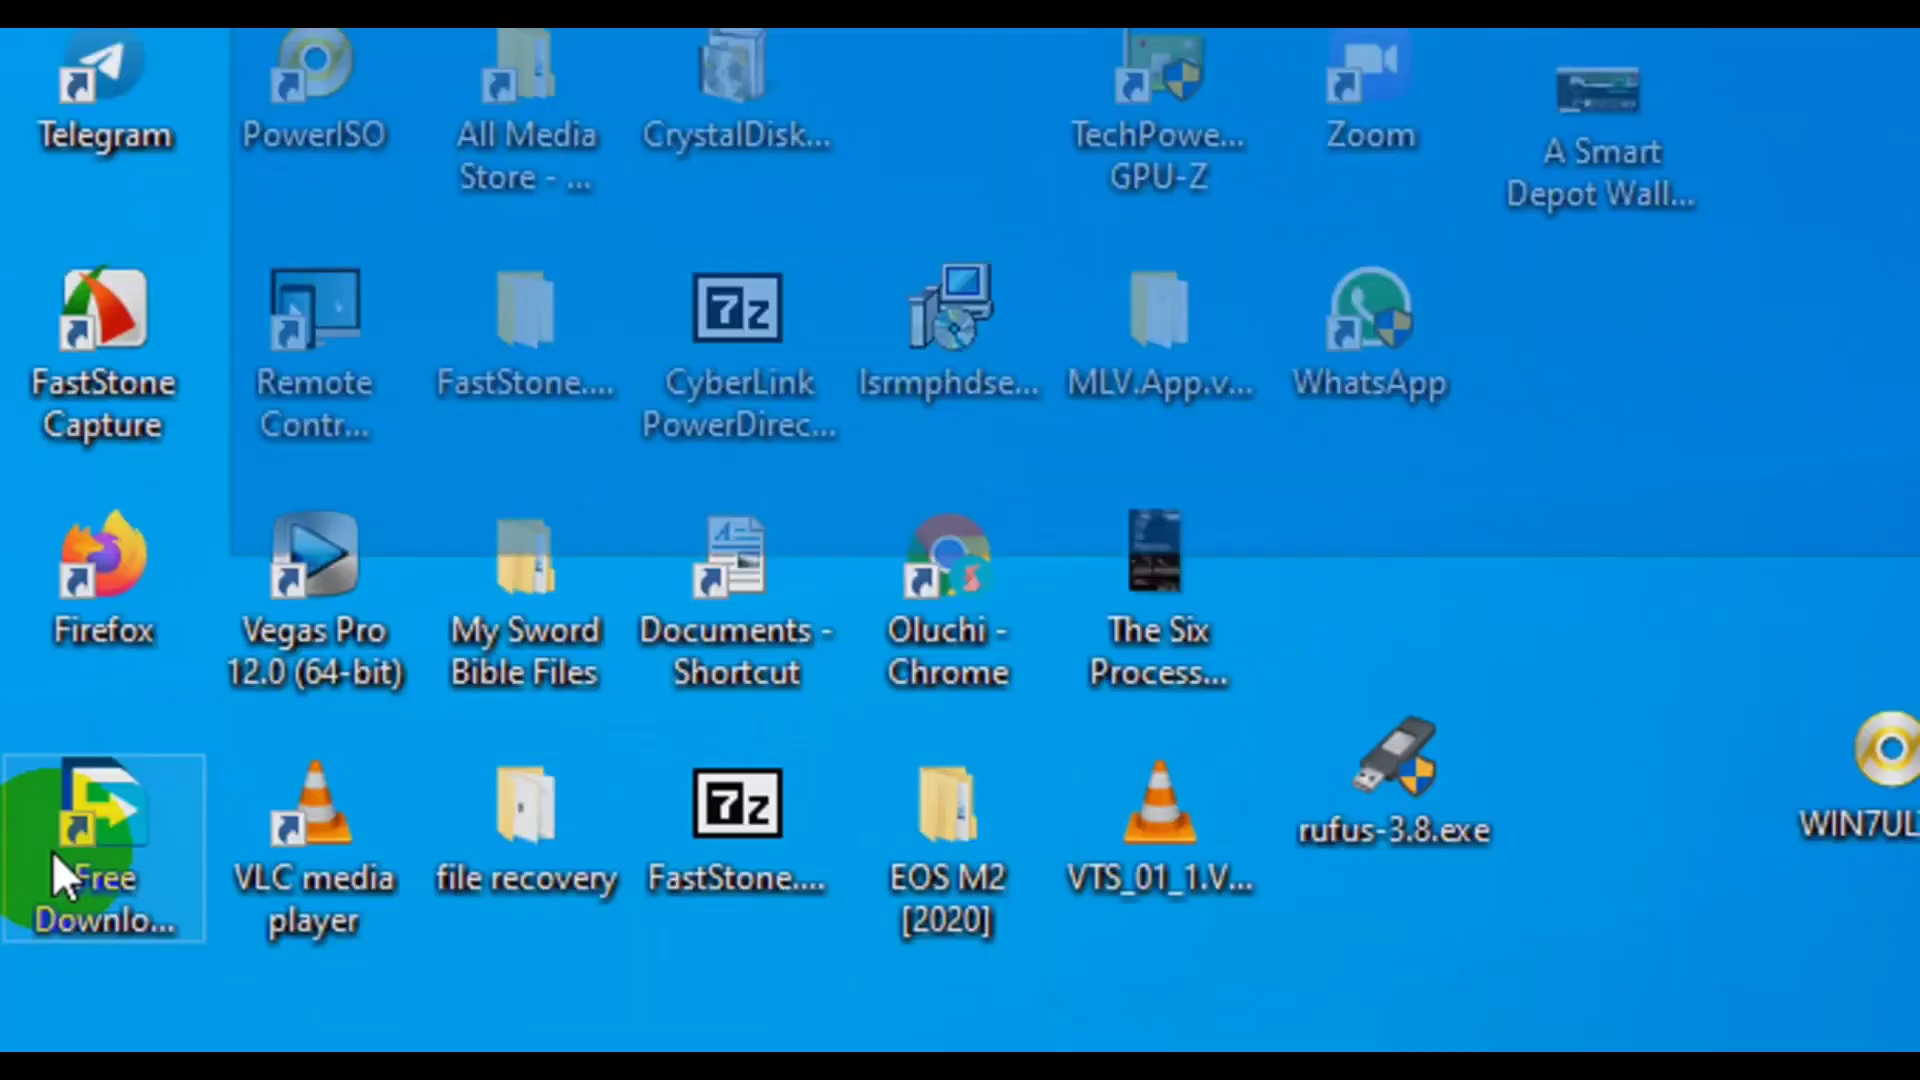 Telegram
PowerISO
All Media
Store - ...
CrystalDisk...
TechPowe...
GPU-Z
Zoom
A Smart
Depot Wall...
FastStone
Capture
Remote
Contr...
FastStone....
7z
CyberLink
PowerDirec...
lsrmphdse...
MLV.App.v...
WhatsApp
Firefox
Vegas Pro
12.0 (64-bit)
My Sword
Bible Files
Documents -
Shortcut
Oluchi -
Chrome
The Six
Process...
Free
Downlo...
VLC media
player
file recovery
7z
FastStone....
EOS M2
[2020]
VTS_01_1.V...
rufus-3.8.exe
WIN7UL